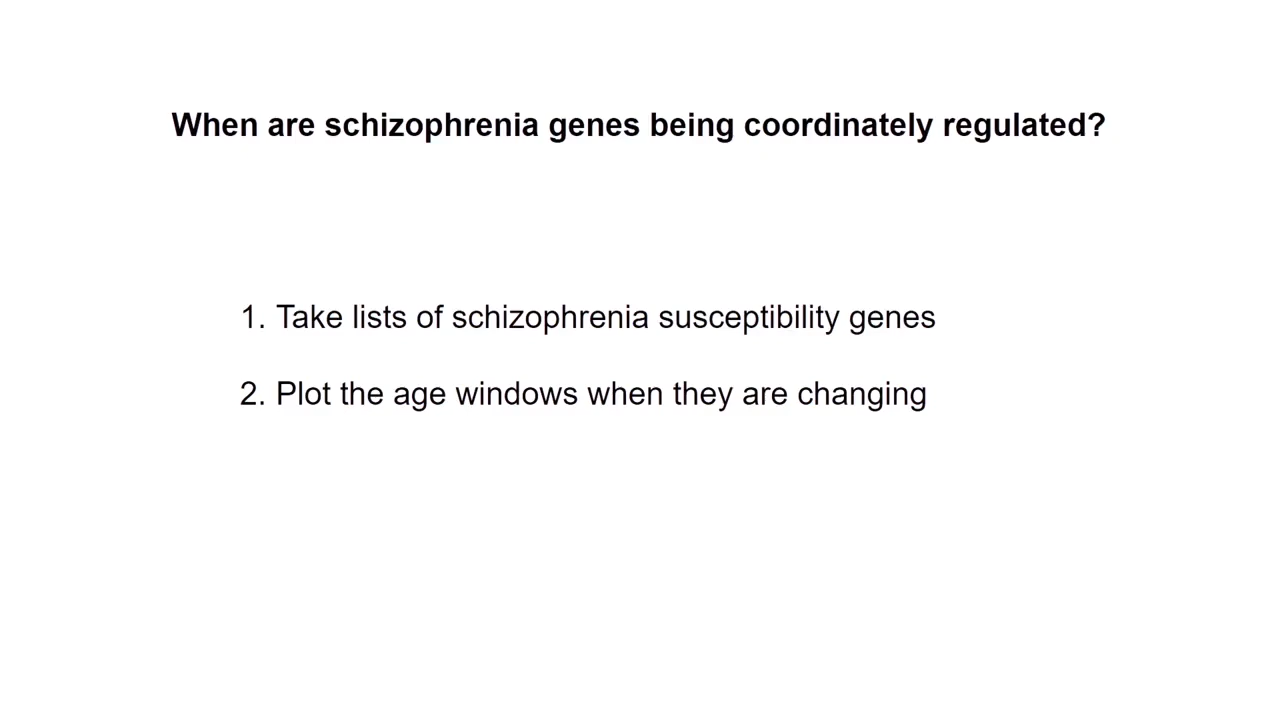 When are schizophrenia genes being coordinately regulated?
1. Take lists of schizophrenia susceptibility genes
2. Plot the age windows when they are changing